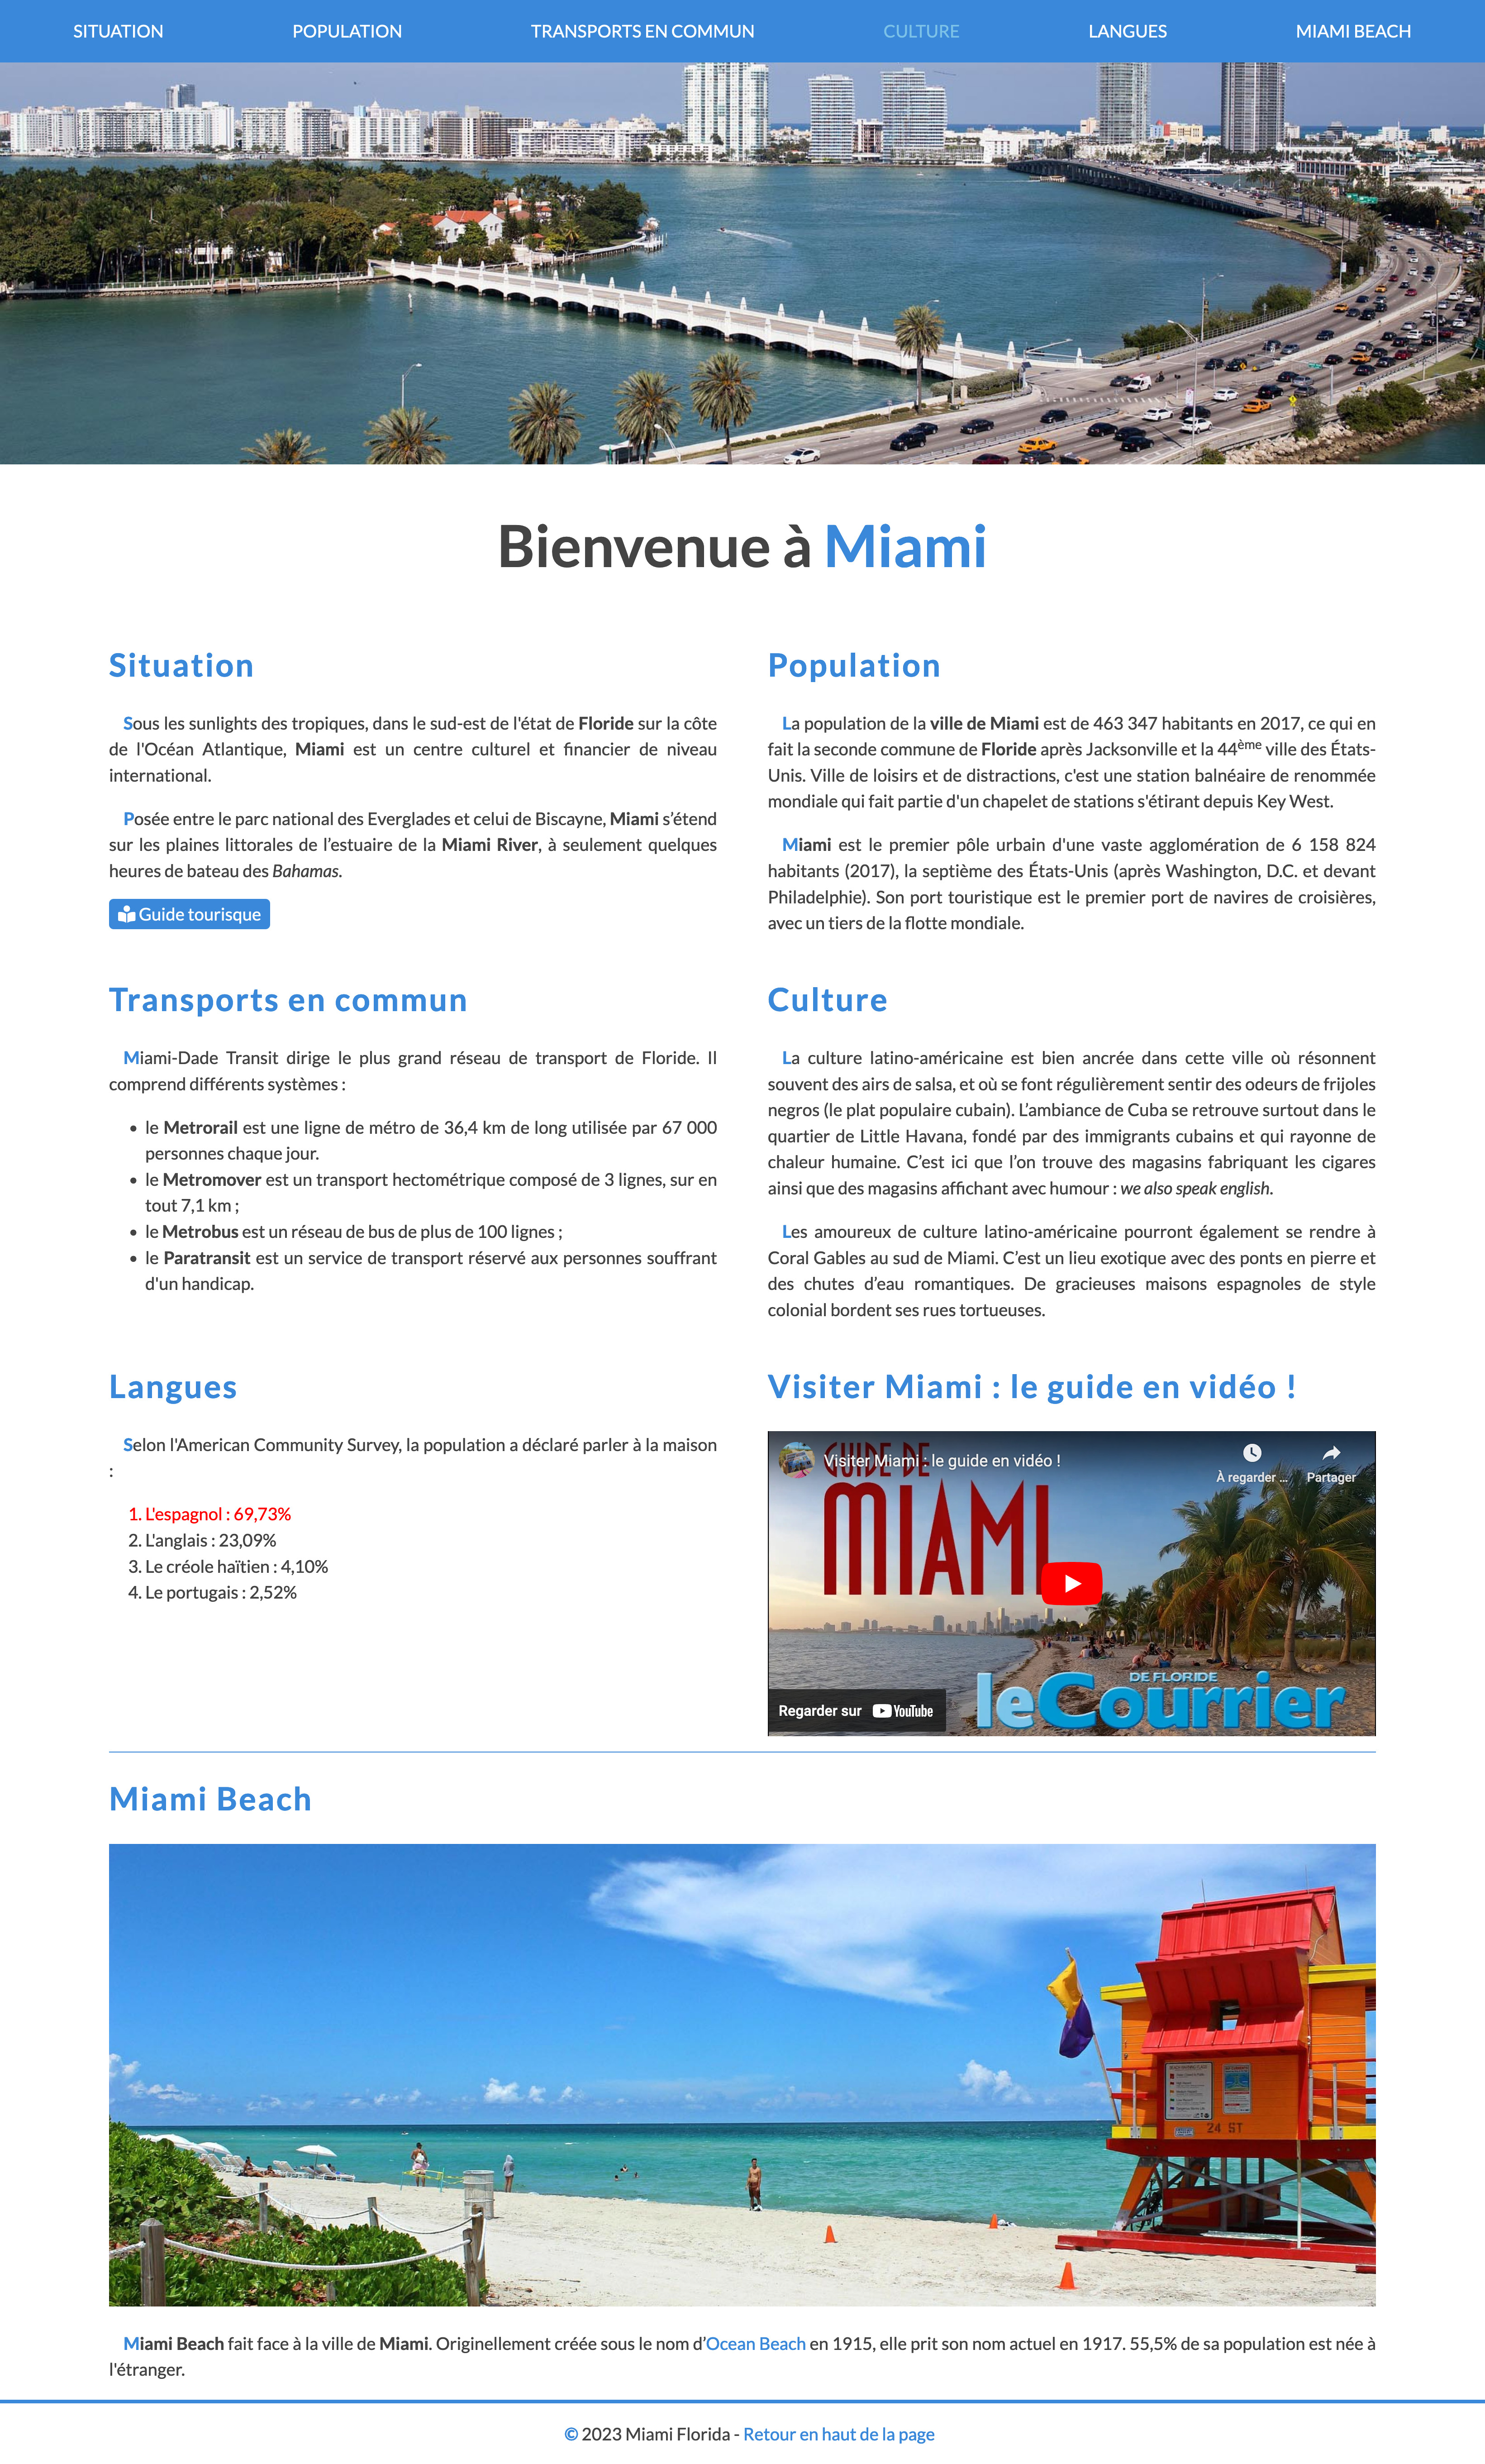 SITUATION
POPULATION
TRANSPORTS EN COMMUN
CULTURE
LANGUES
MIAMI BEACH
Bienvenue à Miami
Situation
Sous les sunlights des tropiques, dans le sud-est de l'état de Floride sur la côte
de l'Océan Atlantique, Miami est un centre culturel et financier de niveau
international.
Posée entre le parc national des Everglades et celui de Biscayne, Miami s’étend
sur les plaines littorales de l’estuaire de la Miami River, à seulement quelques
heures de bateau des Bahamas.
Guide tourisque
Population
La population de la ville de Miami est de 463 347 habitants en 2017, ce qui en
fait la seconde commune de Floride après Jacksonville et la 44ème ville des États-
Unis. Ville de loisirs et de distractions, c'est une station balnéaire de renommée
mondiale qui fait partie d'un chapelet de stations s'étirant depuis Key West.
Miami est le premier pôle urbain d'une vaste agglomération de 6 158 824
habitants (2017), la septième des États-Unis (après Washington, D.C. et devant
Philadelphie). Son port touristique est le premier port de navires de croisières,
avec un tiers de la flotte mondiale.
Transports en commun
Miami-Dade Transit dirige le plus grand réseau de transport de Floride. Il
comprend différents systèmes :
• le Metrorail est une ligne de métro de 36,4 km de long utilisée par 67 000
personnes chaque jour.
• le Metromover est un transport hectométrique composé de 3 lignes, sur en
tout 7,1 km ;
• le Metrobus est un réseau de bus de plus de 100 lignes ;
• le Paratransit est un service de transport réservé aux personnes souffrant
d'un handicap.
Culture
La culture latino-américaine est bien ancrée dans cette ville où résonnent
souvent des airs de salsa, et où se font régulièrement sentir des odeurs de frijoles
negros (le plat populaire cubain). L’ambiance de Cuba se retrouve surtout dans le
quartier de Little Havana, fondé par des immigrants cubains et qui rayonne de
chaleur humaine. C’est ici que l’on trouve des magasins fabriquant les cigares
ainsi que des magasins affichant avec humour : we also speak english.
Les amoureux de culture latino-américaine pourront également se rendre à
Coral Gables au sud de Miami. C’est un lieu exotique avec des ponts en pierre et
des chutes d’eau romantiques. De gracieuses maisons espagnoles de style
colonial bordent ses rues tortueuses.
Langues
Selon l'American Community Survey, la population a déclaré parler à la maison
:
1. L'espagnol : 69,73%
2. L'anglais : 23,09%
3. Le créole haïtien : 4,10%
4. Le portugais : 2,52%
Visiter Miami : le guide en vidéo !
Visiter Miami : le guide en vidéo !
À regarder ...
Partager
GUIDE DE
MIAMI
DE FLORIDE
leCourrier
Regarder sur YouTube
Miami Beach
24 ST
Miami Beach fait face à la ville de Miami. Originellement créée sous le nom d’Ocean Beach en 1915, elle prit son nom actuel en 1917. 55,5% de sa population est née à
l'étranger.
© 2023 Miami Florida - Retour en haut de la page